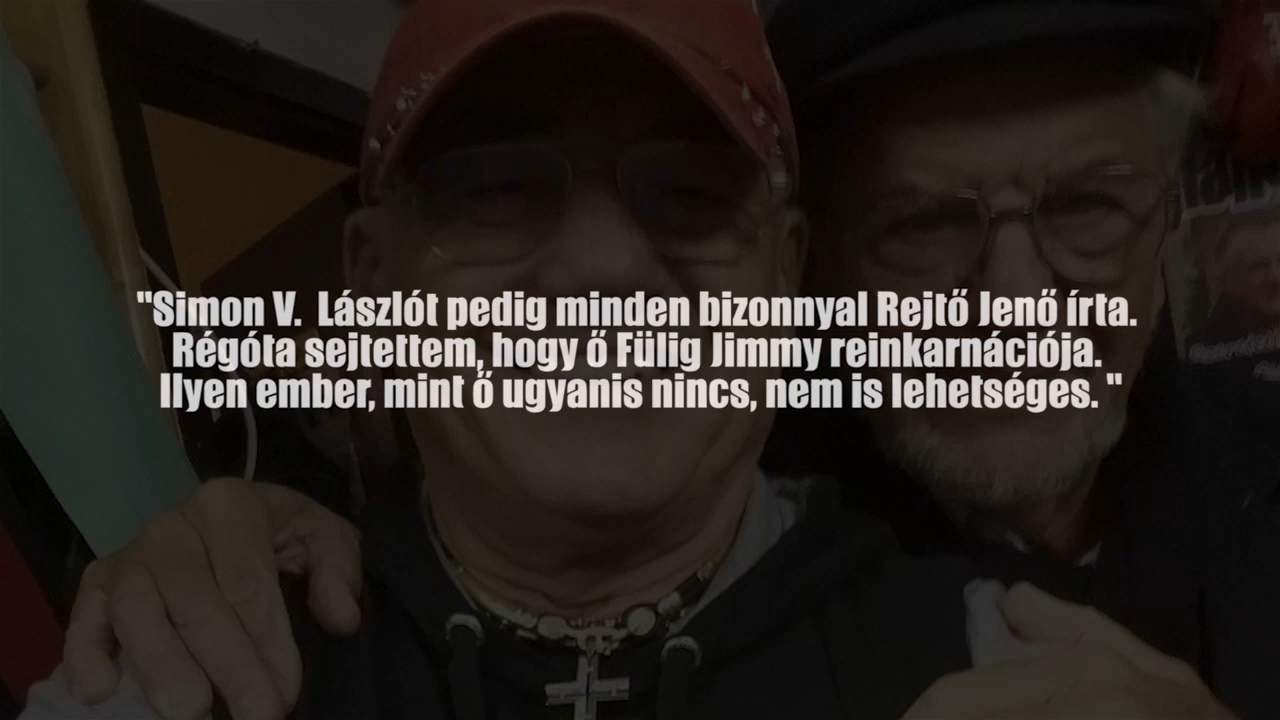 "Simon V.  Lászlót pedig minden bizonnyal Rejtő Jenő írta.
Régóta sejtettem, hogy ő Fülig Jimmy reinkarnációja.
Ilyen ember, mint ő ugyanis nincs, nem is lehetséges. "